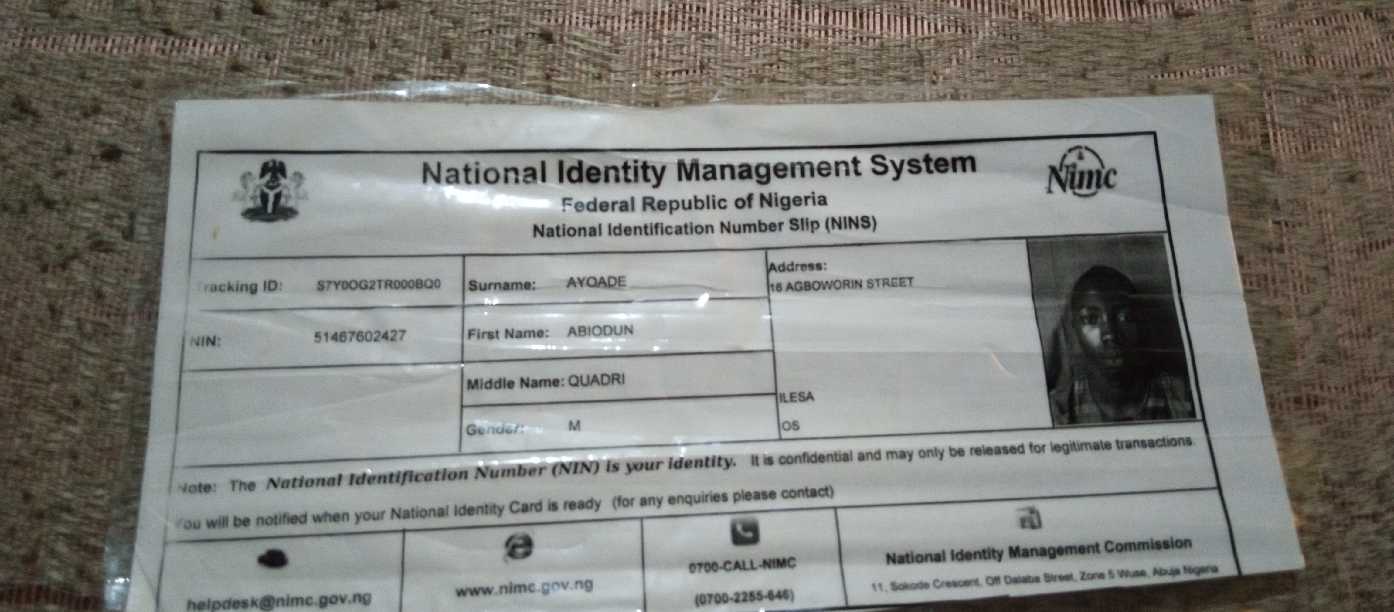 National Identity Management System
Nimc
Federal Republic of Nigeria
National Identification Number Slip (NINS)
Tracking ID: S7Y0OG2TR000BQ0
Surname: AYOADE
Address:
16 AGBOWORIN STREET
NIN: 51467602427
First Name: ABIODUN
Middle Name: QUADRI
ILESA
Gender: M
OS
Note: The National Identification Number (NIN) is your identity. It is confidential and may only be released for legitimate transactions.
You will be notified when your National Identity Card is ready (for any enquiries please contact)
helpdesk@nimc.gov.ng
www.nimc.gov.ng
0700-CALL-NIMC
(0700-2255-646)
National Identity Management Commission
11, Sokode Crescent, Off Dalaba Street, Zone 5 Wuse, Abuja Nigeria